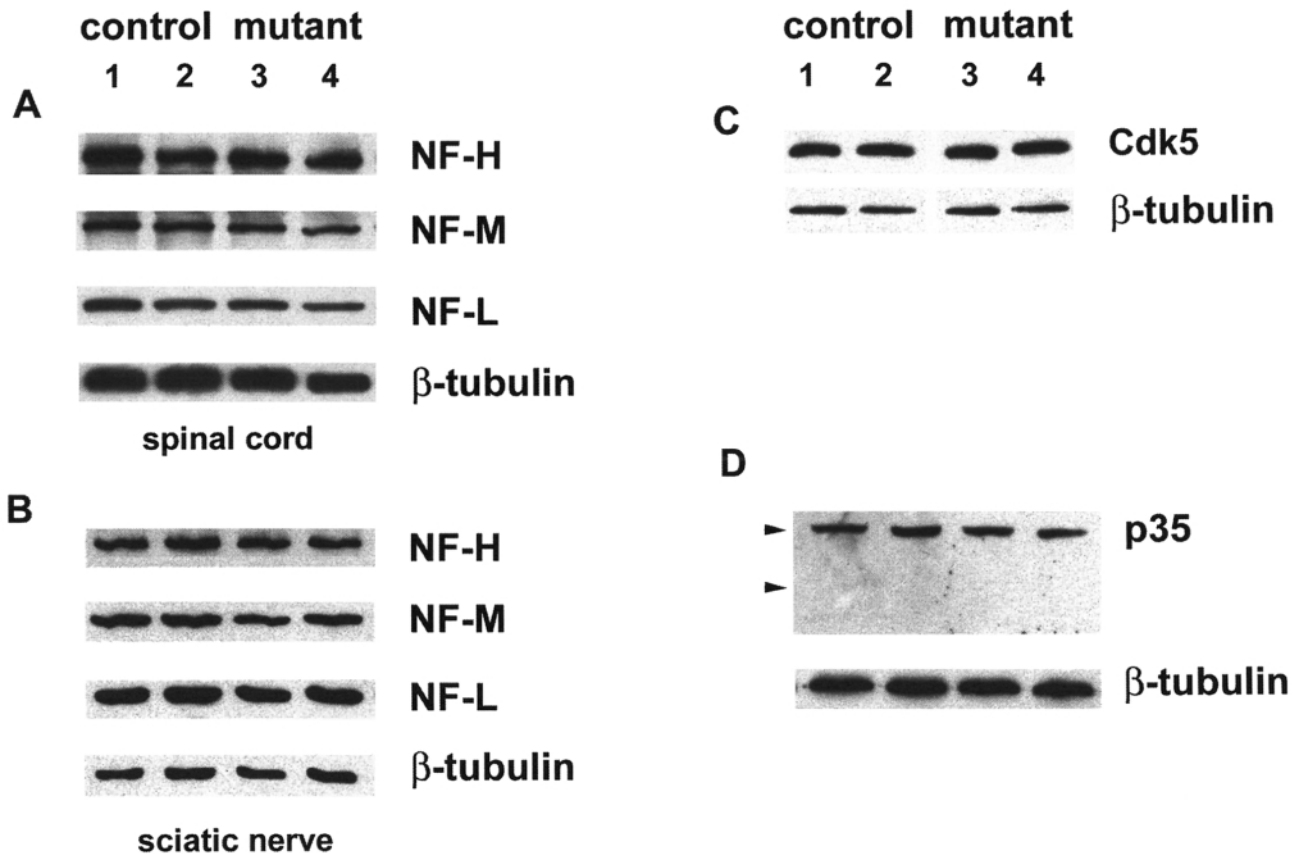 control mutant
1 2 3 4
A
NF-H
NF-M
NF-L
β-tubulin
spinal cord
B
NF-H
NF-M
NF-L
β-tubulin
sciatic nerve
control mutant
1 2 3 4
C
Cdk5
β-tubulin
D
p35
β-tubulin